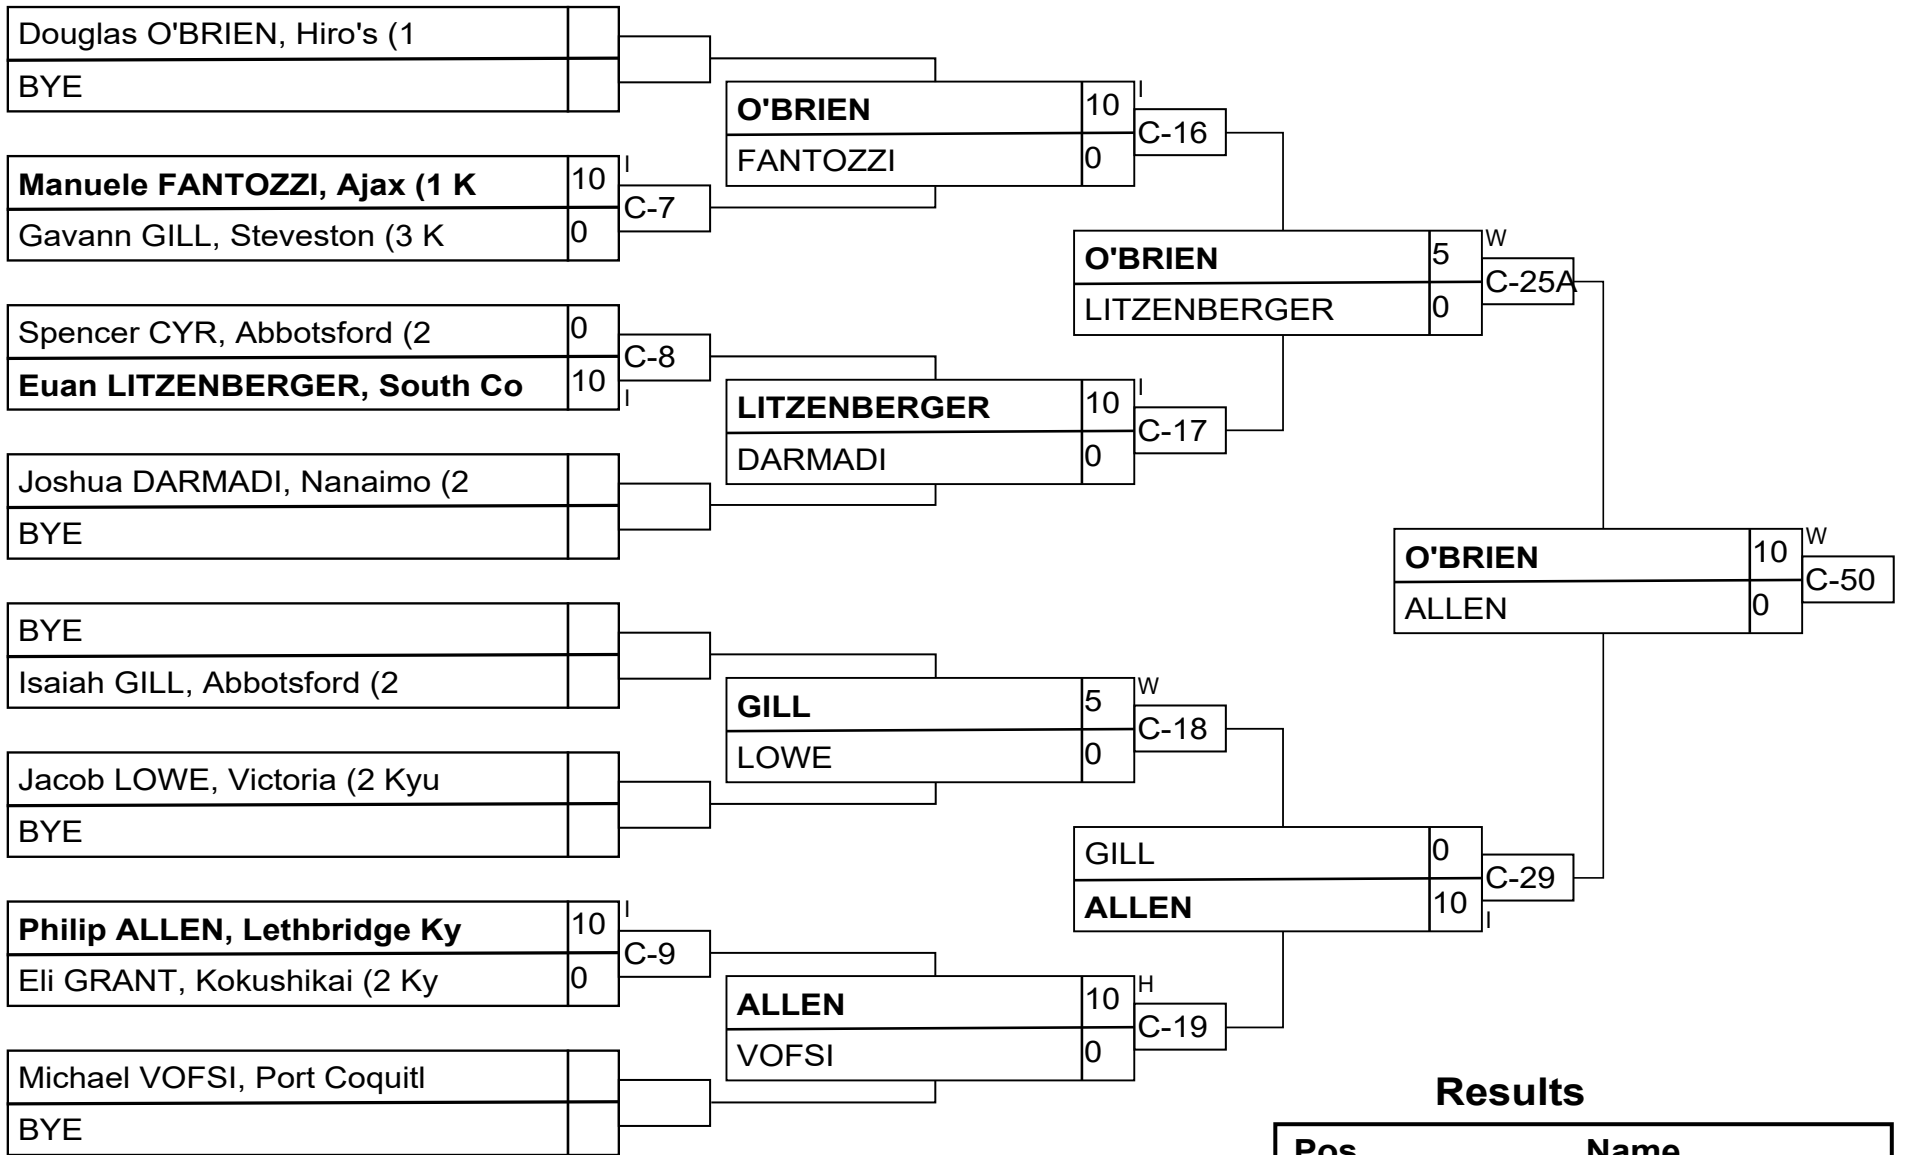 Douglas O'BRIEN, Hiro's (1
BYE
Manuele FANTOZZI, Ajax (1 K 10 I
C-7
Gavann GILL, Steveston (3 K 0
Spencer CYR, Abbotsford (2 0
C-8
Euan LITZENBERGER, South Co 10 I
Joshua DARMADI, Nanaimo (2
BYE
BYE
Isaiah GILL, Abbotsford (2
Jacob LOWE, Victoria (2 Kyu
BYE
Philip ALLEN, Lethbridge Ky 10 I
C-9
Eli GRANT, Kokushikai (2 Ky 0
Michael VOFSI, Port Coquitl
BYE
O'BRIEN 10 I
C-16
FANTOZZI 0
LITZENBERGER 10 I
C-17
DARMADI 0
GILL 5 W
C-18
LOWE 0
ALLEN 10 H
C-19
VOFSI 0
O'BRIEN 5 W
C-25A
LITZENBERGER 0
GILL 0
C-29
ALLEN 10 I
O'BRIEN 10 W
C-50
ALLEN 0
Results
Pos Name